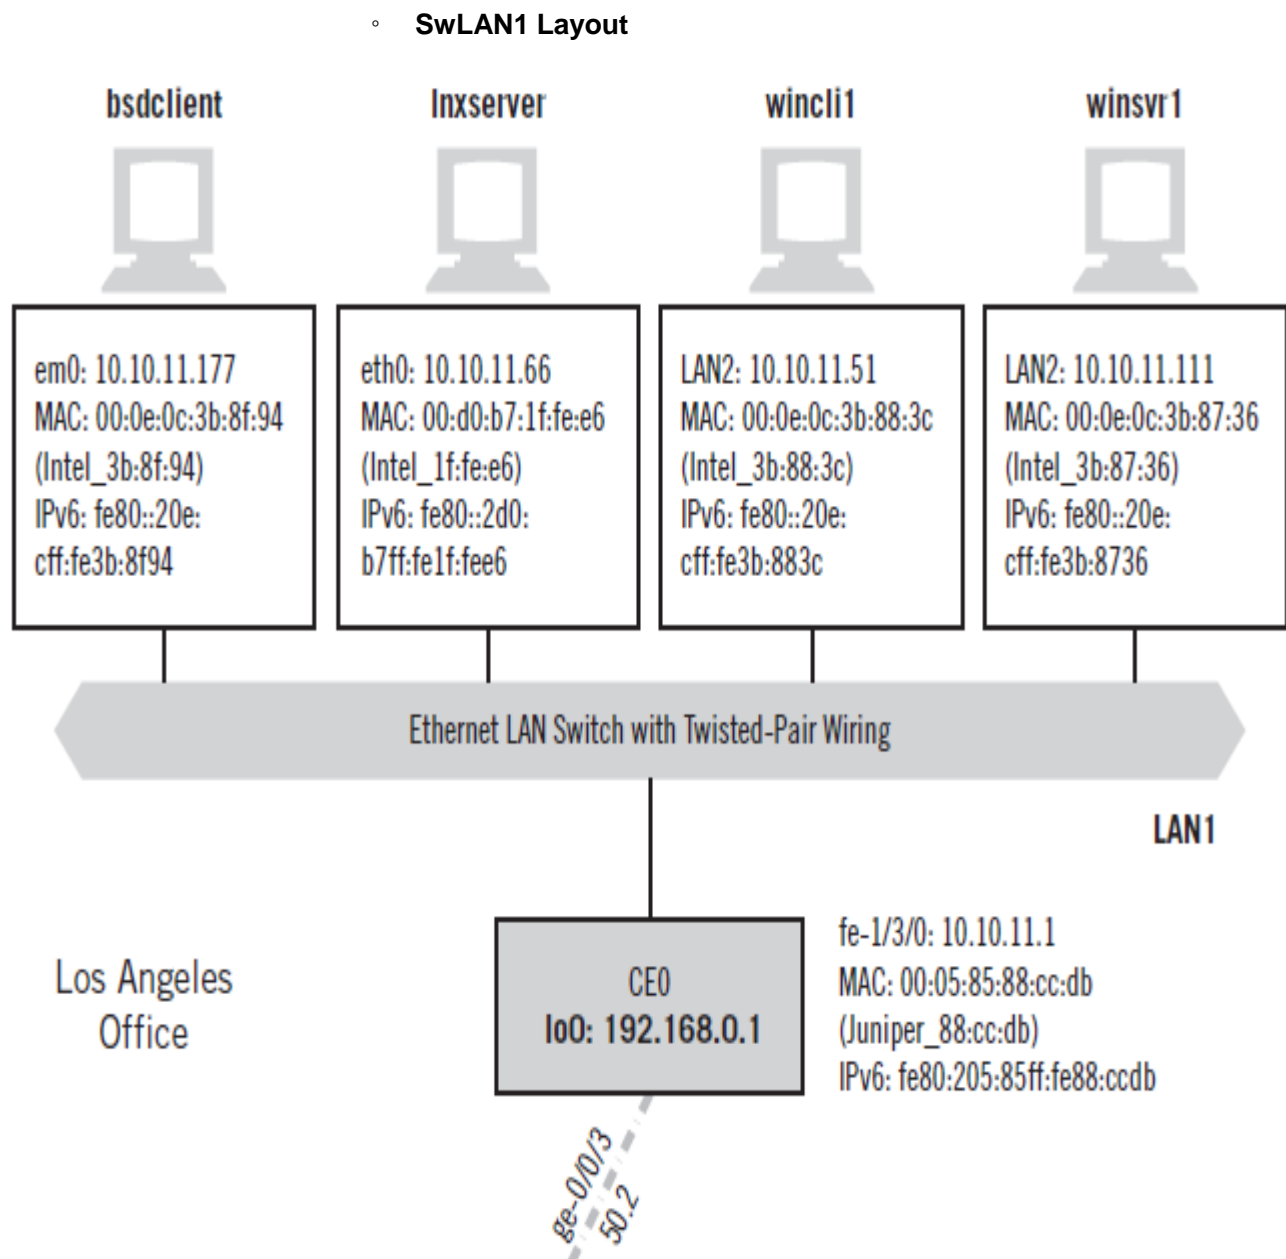 ◦ SwLAN1 Layout
bsdclient
lnxserver
wincli1
winsvr1
em0: 10.10.11.177
MAC: 00:0e:0c:3b:8f:94
(Intel_3b:8f:94)
IPv6: fe80::20e:
cff:fe3b:8f94
eth0: 10.10.11.66
MAC: 00:d0:b7:1f:fe:e6
(Intel_1f:fe:e6)
IPv6: fe80::2d0:
b7ff:fe1f:fee6
LAN2: 10.10.11.51
MAC: 00:0e:0c:3b:88:3c
(Intel_3b:88:3c)
IPv6: fe80::20e:
cff:fe3b:883c
LAN2: 10.10.11.111
MAC: 00:0e:0c:3b:87:36
(Intel_3b:87:36)
IPv6: fe80::20e:
cff:fe3b:8736
Ethernet LAN Switch with Twisted-Pair Wiring
LAN1
Los Angeles
Office
CE0
lo0: 192.168.0.1
fe-1/3/0: 10.10.11.1
MAC: 00:05:85:88:cc:db
(Juniper_88:cc:db)
IPv6: fe80:205:85ff:fe88:ccdb
ge-0/0/3
50.2